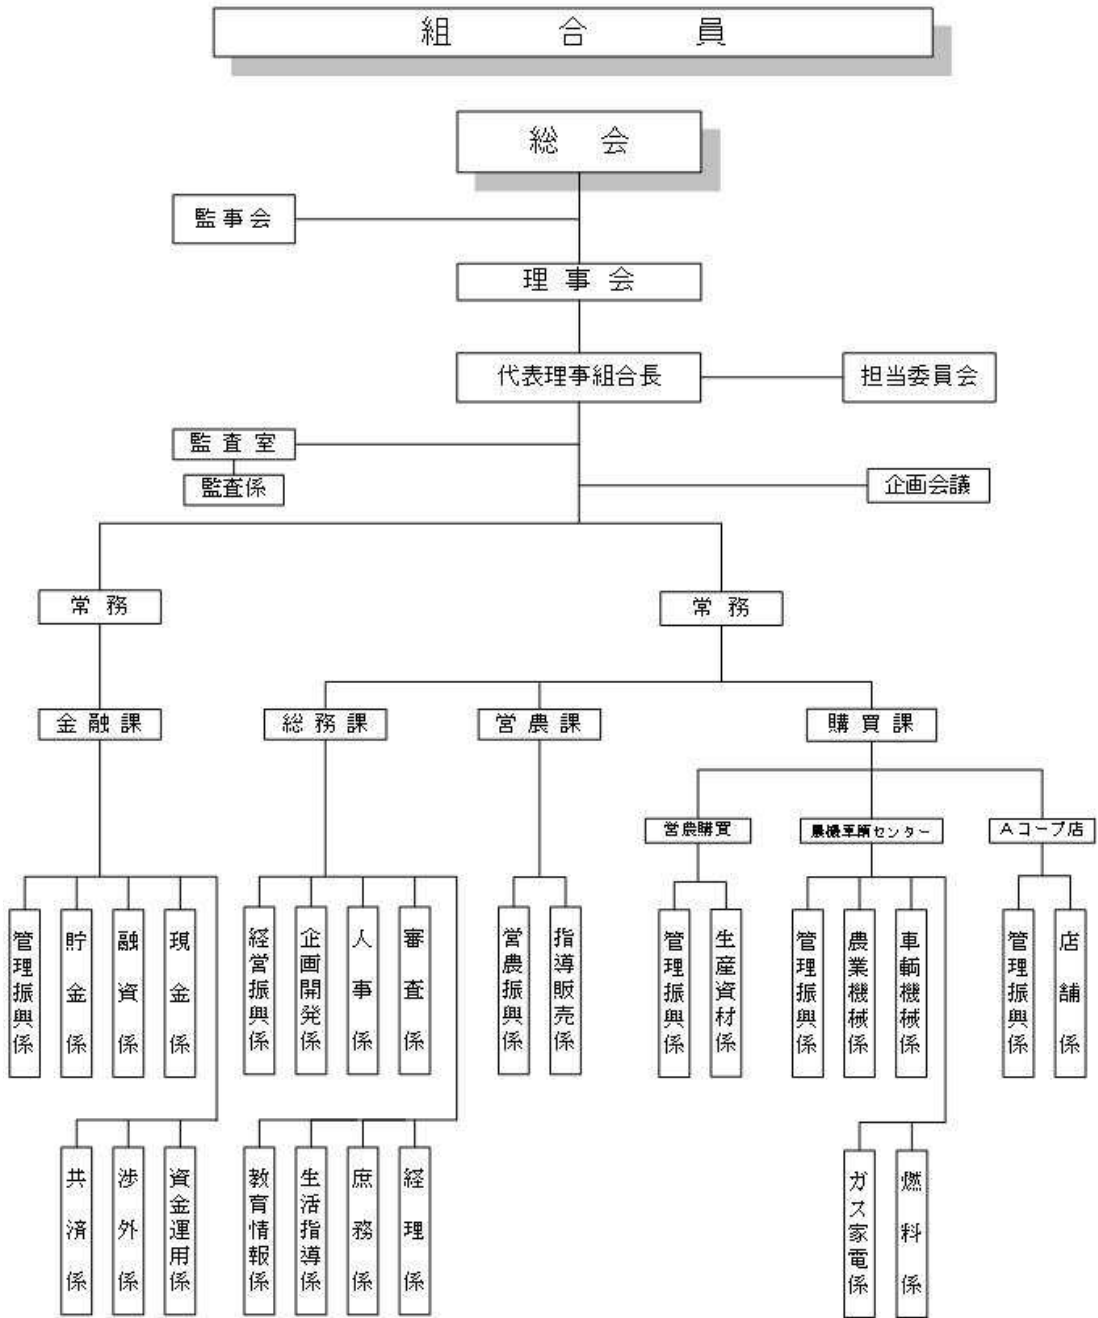 組合員
総会
監事会
理事会
代表理事組合長
担当委員会
監査室
監査係
企画会議
常務
常務
金融課
総務課
営農課
購買課
営農購買
農機車輌センター
Aコープ店
管理振興係
貯金係
融資係
現金係
経営振興係
企画開発係
人事係
審査係
営農振興係
指導販売係
管理振興係
生産資材係
管理振興係
農業機械係
車輌機械係
管理振興係
店舗係
共済係
渉外係
資金運用係
教育情報係
生活指導係
庶務係
経理係
ガス家電係
燃料係